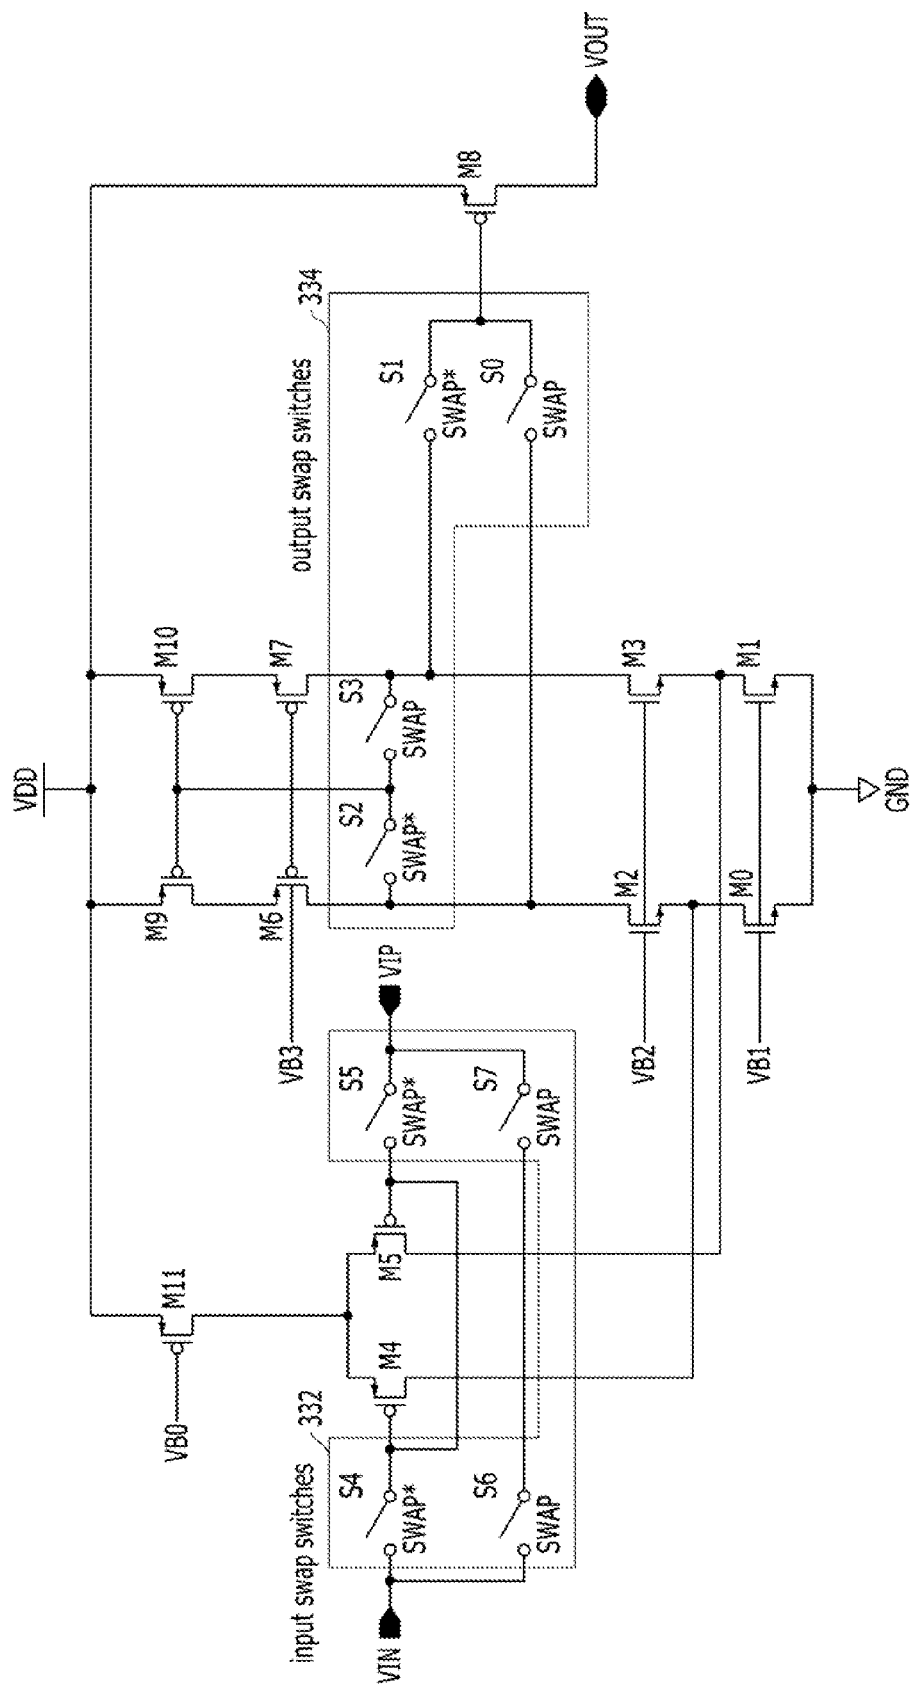 VDD
VB0
M11
M9
M10
VB3
M6
M7
input swap switches
332
output swap switches
334
VIN
S4
SWAP*
M4
M5
S5
SWAP*
VIP
S2
SWAP*
S3
SWAP
S1
SWAP*
M8
S6
SWAP
S7
SWAP
S0
SWAP
VOUT
VB2
M2
M3
VB1
M0
M1
GND